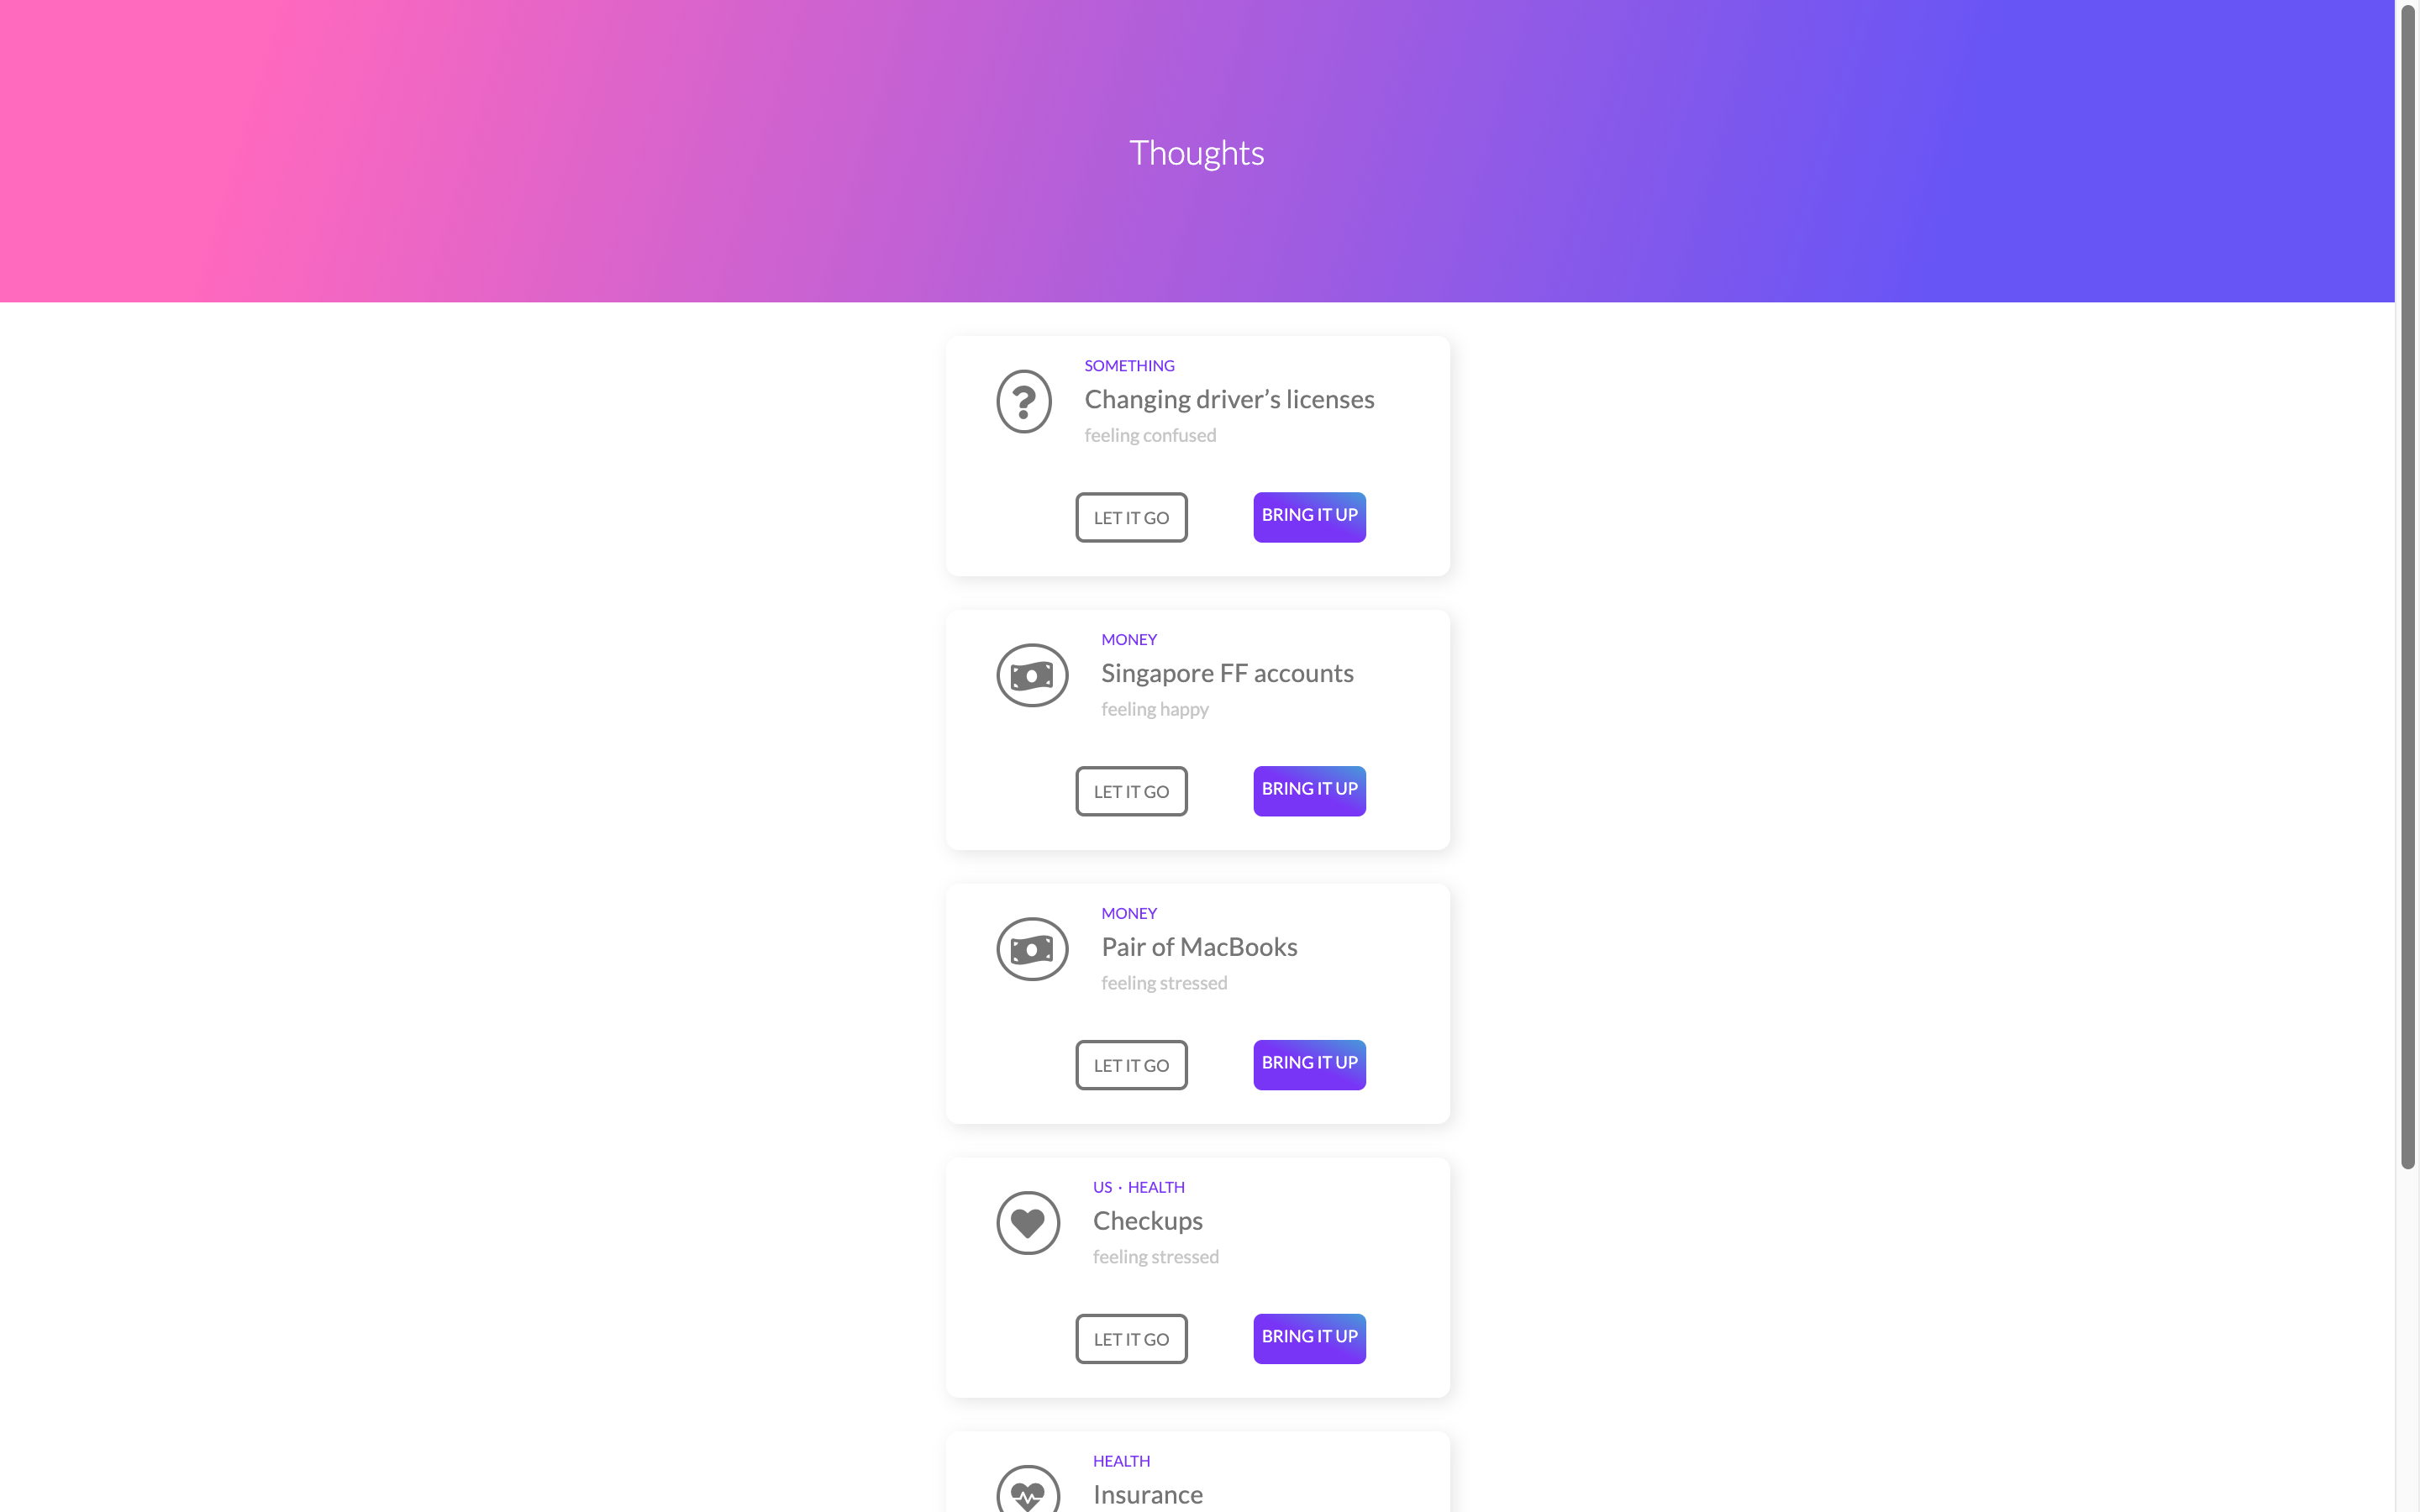 Thoughts
SOMETHING
Changing driver’s licenses
feeling confused
LET IT GO
BRING IT UP
MONEY
Singapore FF accounts
feeling happy
LET IT GO
BRING IT UP
MONEY
Pair of MacBooks
feeling stressed
LET IT GO
BRING IT UP
US · HEALTH
Checkups
feeling stressed
LET IT GO
BRING IT UP
HEALTH
Insurance